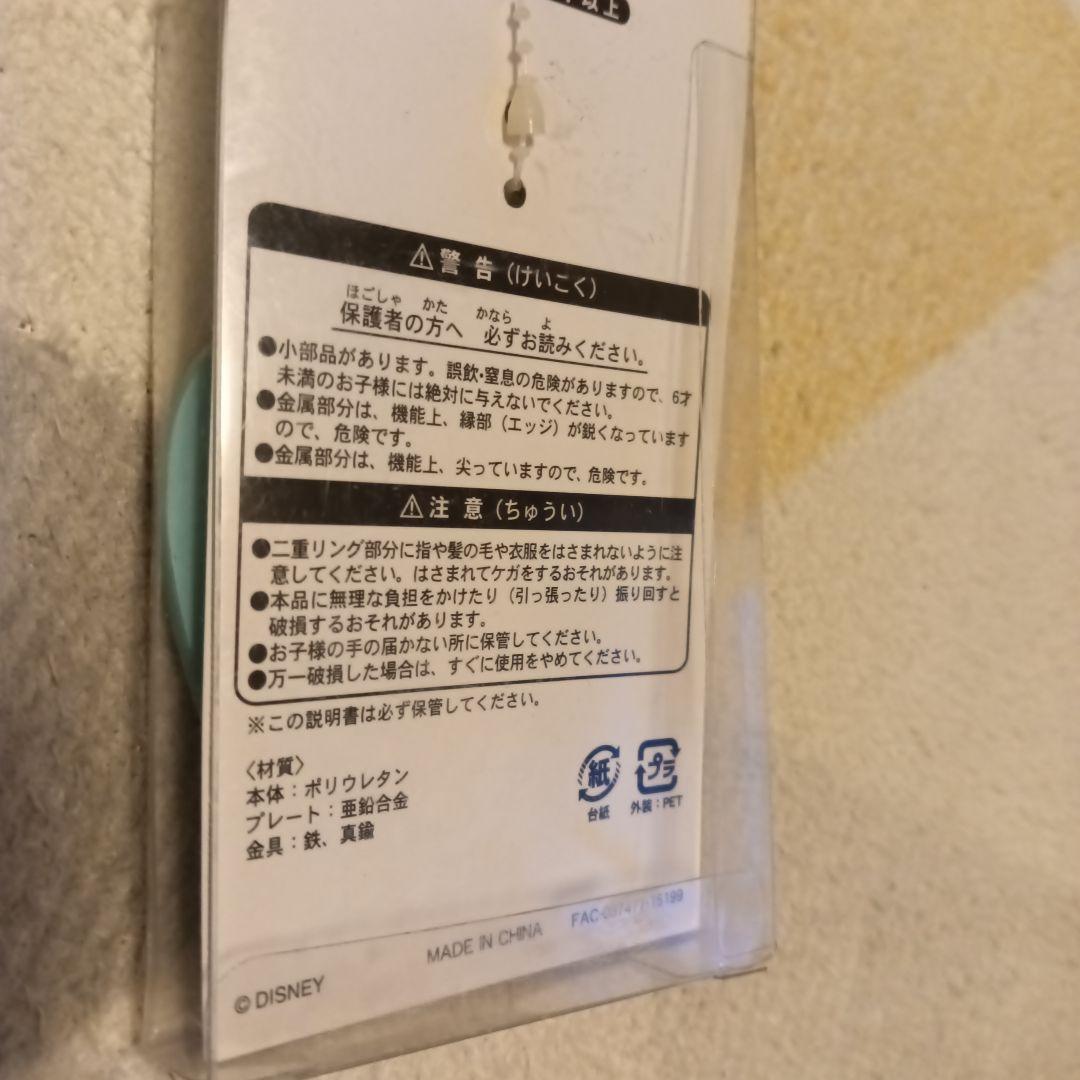 以上
⚠警告（けいこく）
ほごしゃ かた かなら よ
保護者の方へ 必ずお読みください。
●小部品があります。誤飲・窒息の危険がありますので、6才
未満のお子様には絶対に与えないでください。
●金属部分は、機能上、縁部（エッジ）が鋭くなっています
ので、危険です。
●金属部分は、機能上、尖っていますので、危険です。
⚠注意（ちゅうい）
●二重リング部分に指や髪の毛や衣服をはさまれないように注
意してください。はさまれてケガをするおそれがあります。
●本品に無理な負担をかけたり（引っ張ったり）振り回すと
破損するおそれがあります。
●お子様の手の届かない所に保管してください。
●万一破損した場合は、すぐに使用をやめてください。
※この説明書は必ず保管してください。
〈材質〉
本体：ポリウレタン
プレート：亜鉛合金
金具：鉄、真鍮
紙
台紙
プラ
外装：PET
© DISNEY
MADE IN CHINA